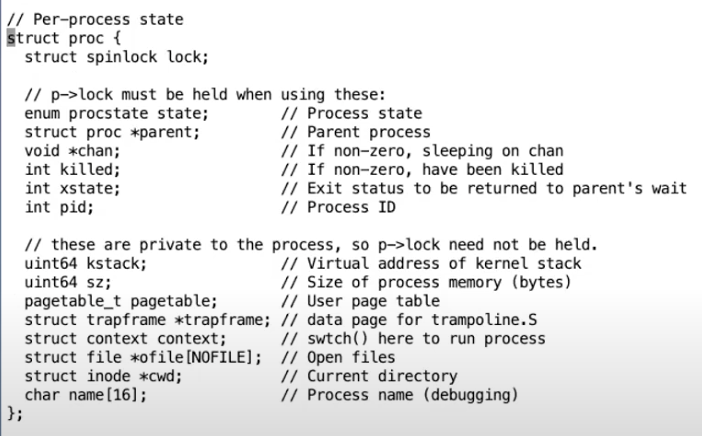 // Per-process state
struct proc {
  struct spinlock lock;

  // p->lock must be held when using these:
  enum procstate state;        // Process state
  struct proc *parent;         // Parent process
  void *chan;                  // If non-zero, sleeping on chan
  int killed;                  // If non-zero, have been killed
  int xstate;                  // Exit status to be returned to parent's wait
  int pid;                     // Process ID

  // these are private to the process, so p->lock need not be held.
  uint64 kstack;               // Virtual address of kernel stack
  uint64 sz;                   // Size of process memory (bytes)
  pagetable_t pagetable;       // User page table
  struct trapframe *trapframe; // data page for trampoline.S
  struct context context;      // swtch() here to run process
  struct file *ofile[NOFILE];  // Open files
  struct inode *cwd;           // Current directory
  char name[16];               // Process name (debugging)
};